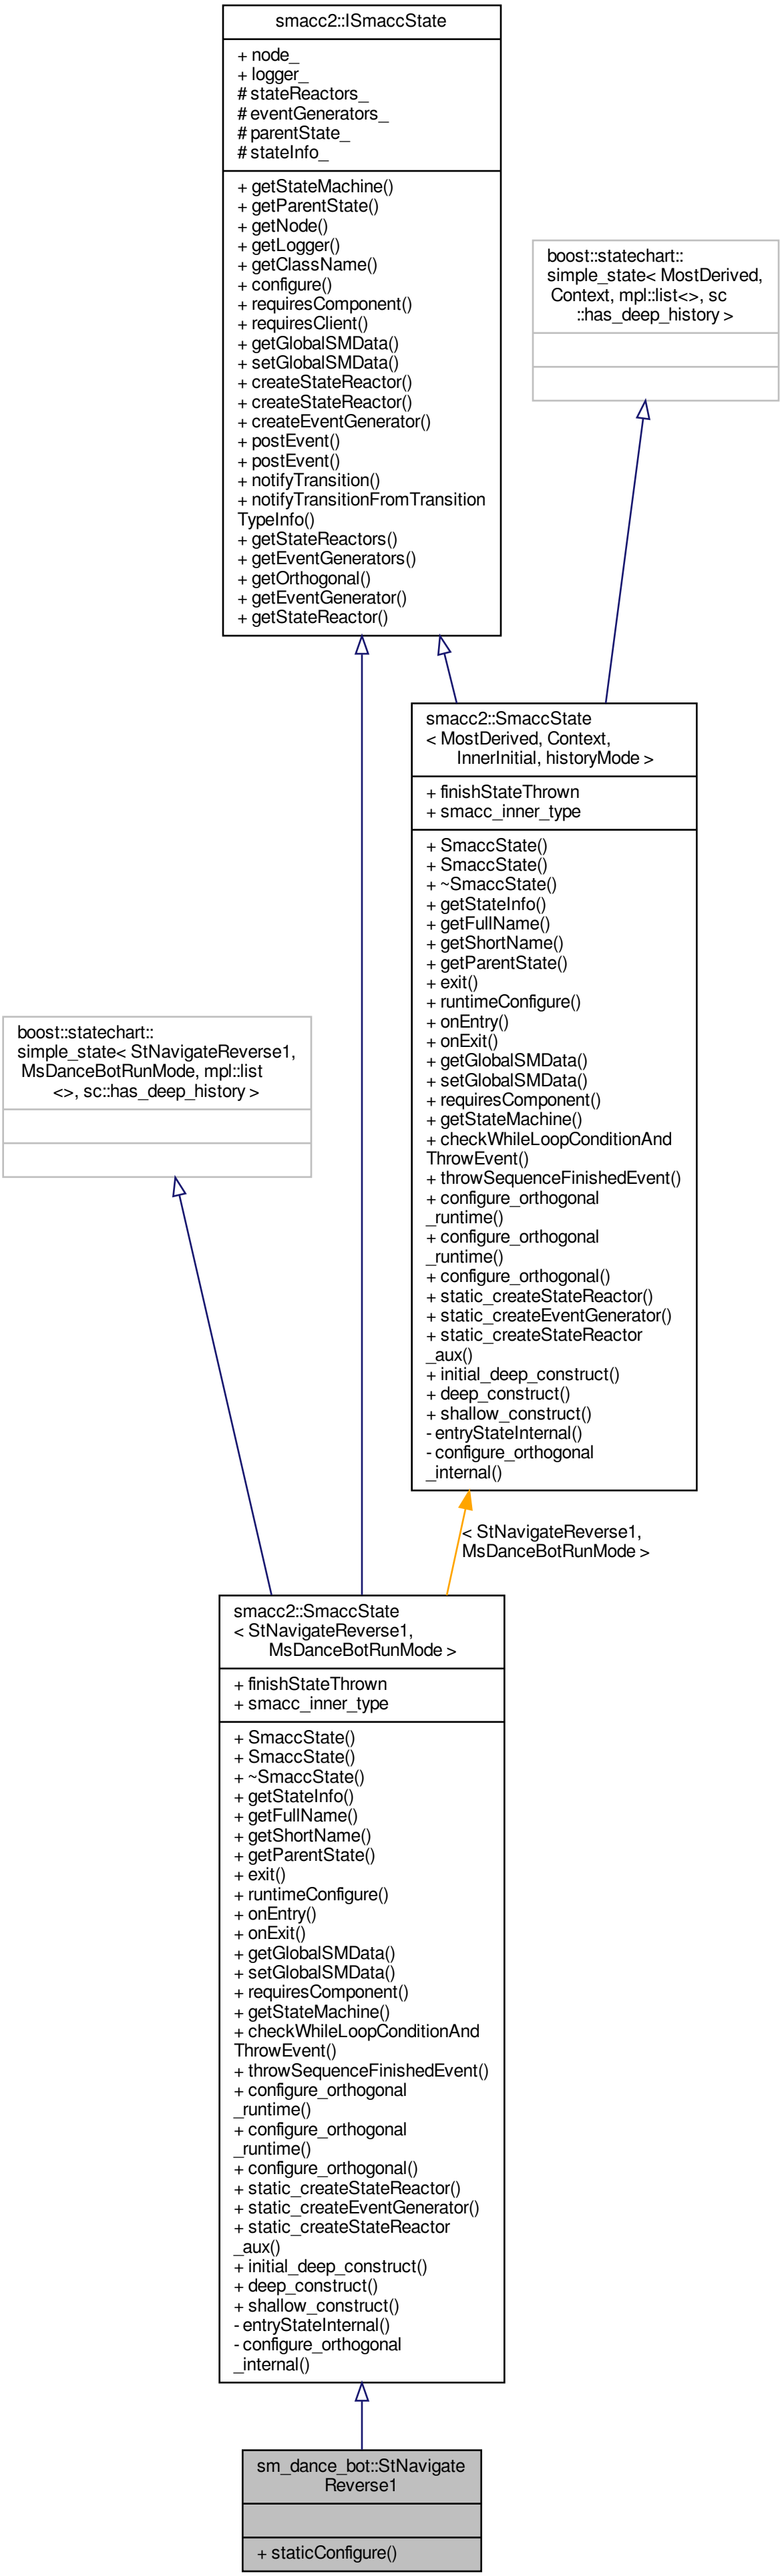 smacc2::ISmaccState
+ node_
+ logger_
# stateReactors_
# eventGenerators_
# parentState_
# stateInfo_
+ getStateMachine()
+ getParentState()
+ getNode()
+ getLogger()
+ getClassName()
+ configure()
+ requiresComponent()
+ requiresClient()
+ getGlobalSMData()
+ setGlobalSMData()
+ createStateReactor()
+ createStateReactor()
+ createEventGenerator()
+ postEvent()
+ postEvent()
+ notifyTransition()
+ notifyTransitionFromTransition
TypeInfo()
+ getStateReactors()
+ getEventGenerators()
+ getOrthogonal()
+ getEventGenerator()
+ getStateReactor()
boost::statechart::
simple_state< MostDerived,
Context, mpl::list<>, sc
::has_deep_history >
smacc2::SmaccState
< MostDerived, Context,
InnerInitial, historyMode >
+ finishStateThrown
+ smacc_inner_type
+ SmaccState()
+ SmaccState()
+ ~SmaccState()
+ getStateInfo()
+ getFullName()
+ getShortName()
+ getParentState()
+ exit()
+ runtimeConfigure()
+ onEntry()
+ onExit()
+ getGlobalSMData()
+ setGlobalSMData()
+ requiresComponent()
+ getStateMachine()
+ checkWhileLoopConditionAnd
ThrowEvent()
+ throwSequenceFinishedEvent()
+ configure_orthogonal
_runtime()
+ configure_orthogonal
_runtime()
+ configure_orthogonal()
+ static_createStateReactor()
+ static_createEventGenerator()
+ static_createStateReactor
_aux()
+ initial_deep_construct()
+ deep_construct()
+ shallow_construct()
- entryStateInternal()
- configure_orthogonal
_internal()
boost::statechart::
simple_state< StNavigateReverse1,
MsDanceBotRunMode, mpl::list
<>, sc::has_deep_history >
< StNavigateReverse1,
MsDanceBotRunMode >
smacc2::SmaccState
< StNavigateReverse1,
MsDanceBotRunMode >
+ finishStateThrown
+ smacc_inner_type
+ SmaccState()
+ SmaccState()
+ ~SmaccState()
+ getStateInfo()
+ getFullName()
+ getShortName()
+ getParentState()
+ exit()
+ runtimeConfigure()
+ onEntry()
+ onExit()
+ getGlobalSMData()
+ setGlobalSMData()
+ requiresComponent()
+ getStateMachine()
+ checkWhileLoopConditionAnd
ThrowEvent()
+ throwSequenceFinishedEvent()
+ configure_orthogonal
_runtime()
+ configure_orthogonal
_runtime()
+ configure_orthogonal()
+ static_createStateReactor()
+ static_createEventGenerator()
+ static_createStateReactor
_aux()
+ initial_deep_construct()
+ deep_construct()
+ shallow_construct()
- entryStateInternal()
- configure_orthogonal
_internal()
sm_dance_bot::StNavigate
Reverse1
+ staticConfigure()